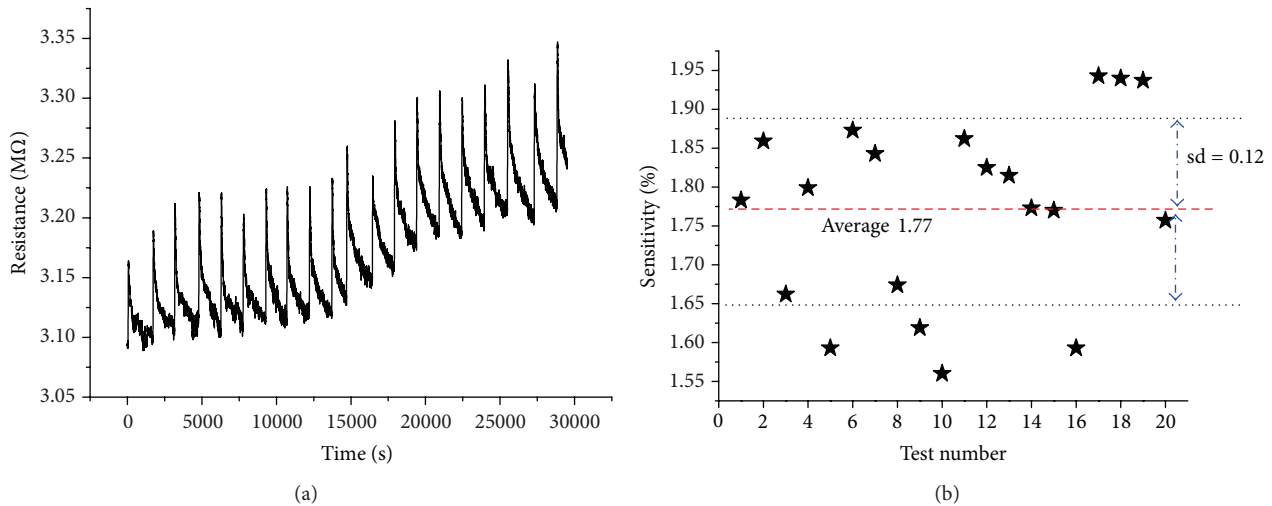 3.35
3.30
3.25
3.20
3.15
3.10
3.05
Resistance (MΩ)
0 5000 10000 15000 20000 25000 30000
Time (s)
(a)
1.95
1.90
1.85
1.80
1.75
1.70
1.65
1.60
1.55
Sensitivity (%)
sd = 0.12
Average 1.77
0 2 4 6 8 10 12 14 16 18 20
Test number
(b)